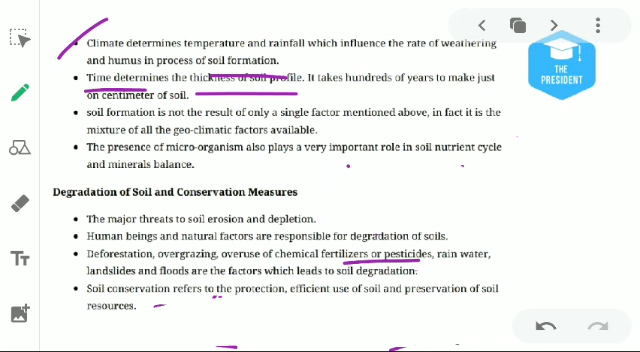 Climate determines temperature and rainfall which influence the rate of weathering
and humus in process of soil formation.
Time determines the thickness of soil profile. It takes hundreds of years to make just
on centimeter of soil.
soil formation is not the result of only a single factor mentioned above, in fact it is the
mixture of all the geo-climatic factors available.
The presence of micro-organism also plays a very important role in soil nutrient cycle
and minerals balance.
Degradation of Soil and Conservation Measures
The major threats to soil erosion and depletion.
Human beings and natural factors are responsible for degradation of soils.
Deforestation, overgrazing, overuse of chemical fertilizers or pesticides, rain water,
landslides and floods are the factors which leads to soil degradation.
Soil conservation refers to the protection, efficient use of soil and preservation of soil
resources.
THE
PRESIDENT
Tт